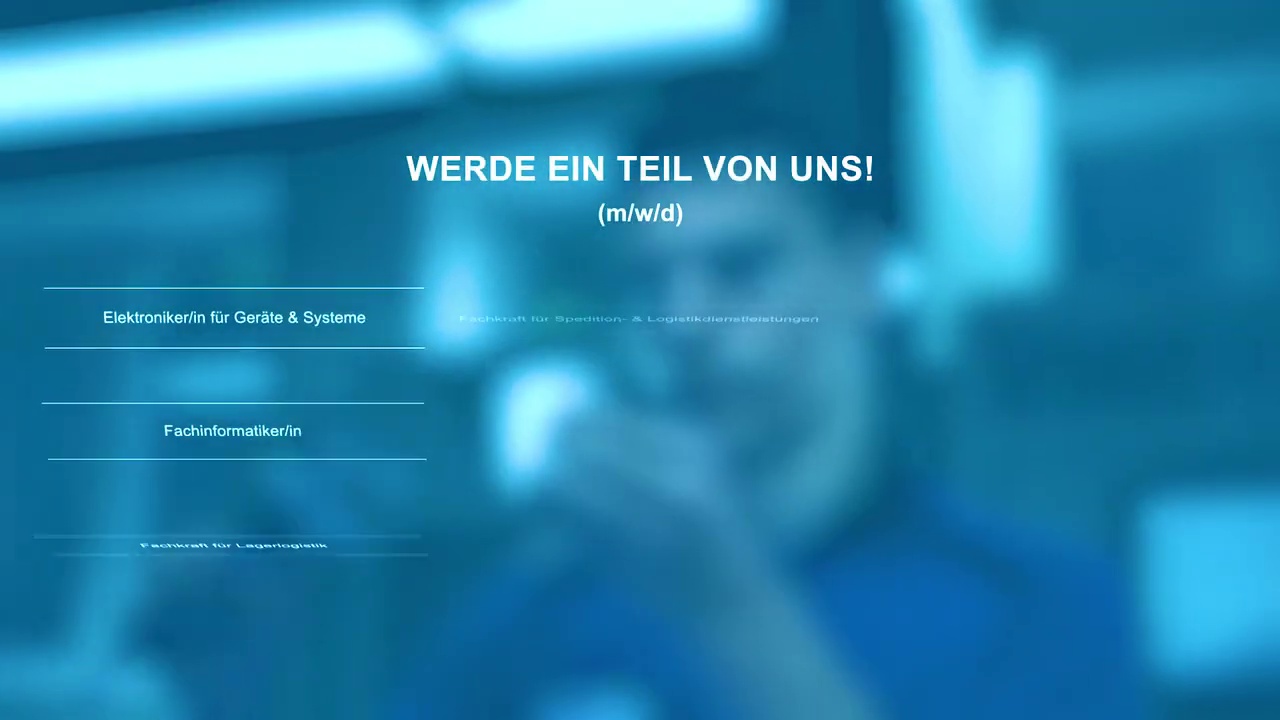 WERDE EIN TEIL VON UNS!
(m/w/d)
Elektroniker/in für Geräte & Systeme
Fachkraft für Spedition- & Logistikdienstleistungen
Fachinformatiker/in
Fachkraft für Lagerlogistik